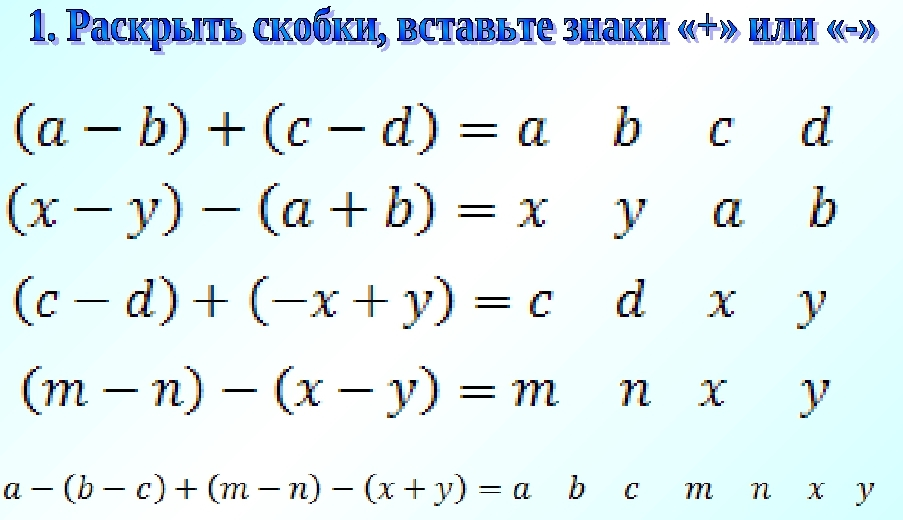 1. Раскрыть скобки, вставьте знаки «+» или «-»
(a − b) + (c − d) = a b c d
(x − y) − (a + b) = x y a b
(c − d) + (−x + y) = c d x y
(m − n) − (x − y) = m n x y
a − (b − c) + (m − n) − (x + y) = a b c m n x y